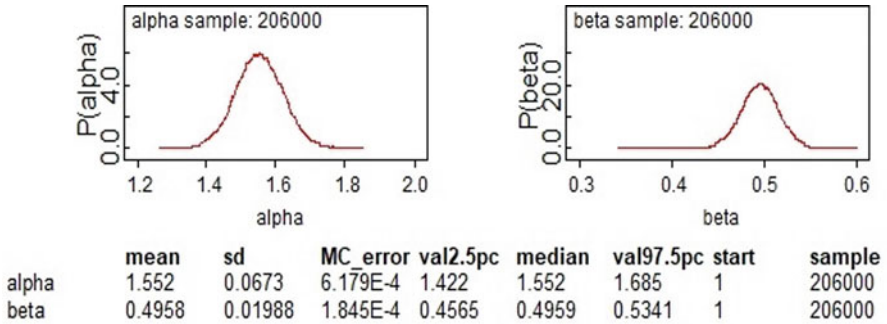 alpha sample: 206000
P(alpha)
0.0 4.0
1.2 1.4 1.6 1.8 2.0
alpha
beta sample: 206000
P(beta)
0.0 20.0
0.3 0.4 0.5 0.6
beta
mean sd MC_error val2.5pc median val97.5pc start sample
alpha 1.552 0.0673 6.179E-4 1.422 1.552 1.685 1 206000
beta 0.4958 0.01988 1.845E-4 0.4565 0.4959 0.5341 1 206000